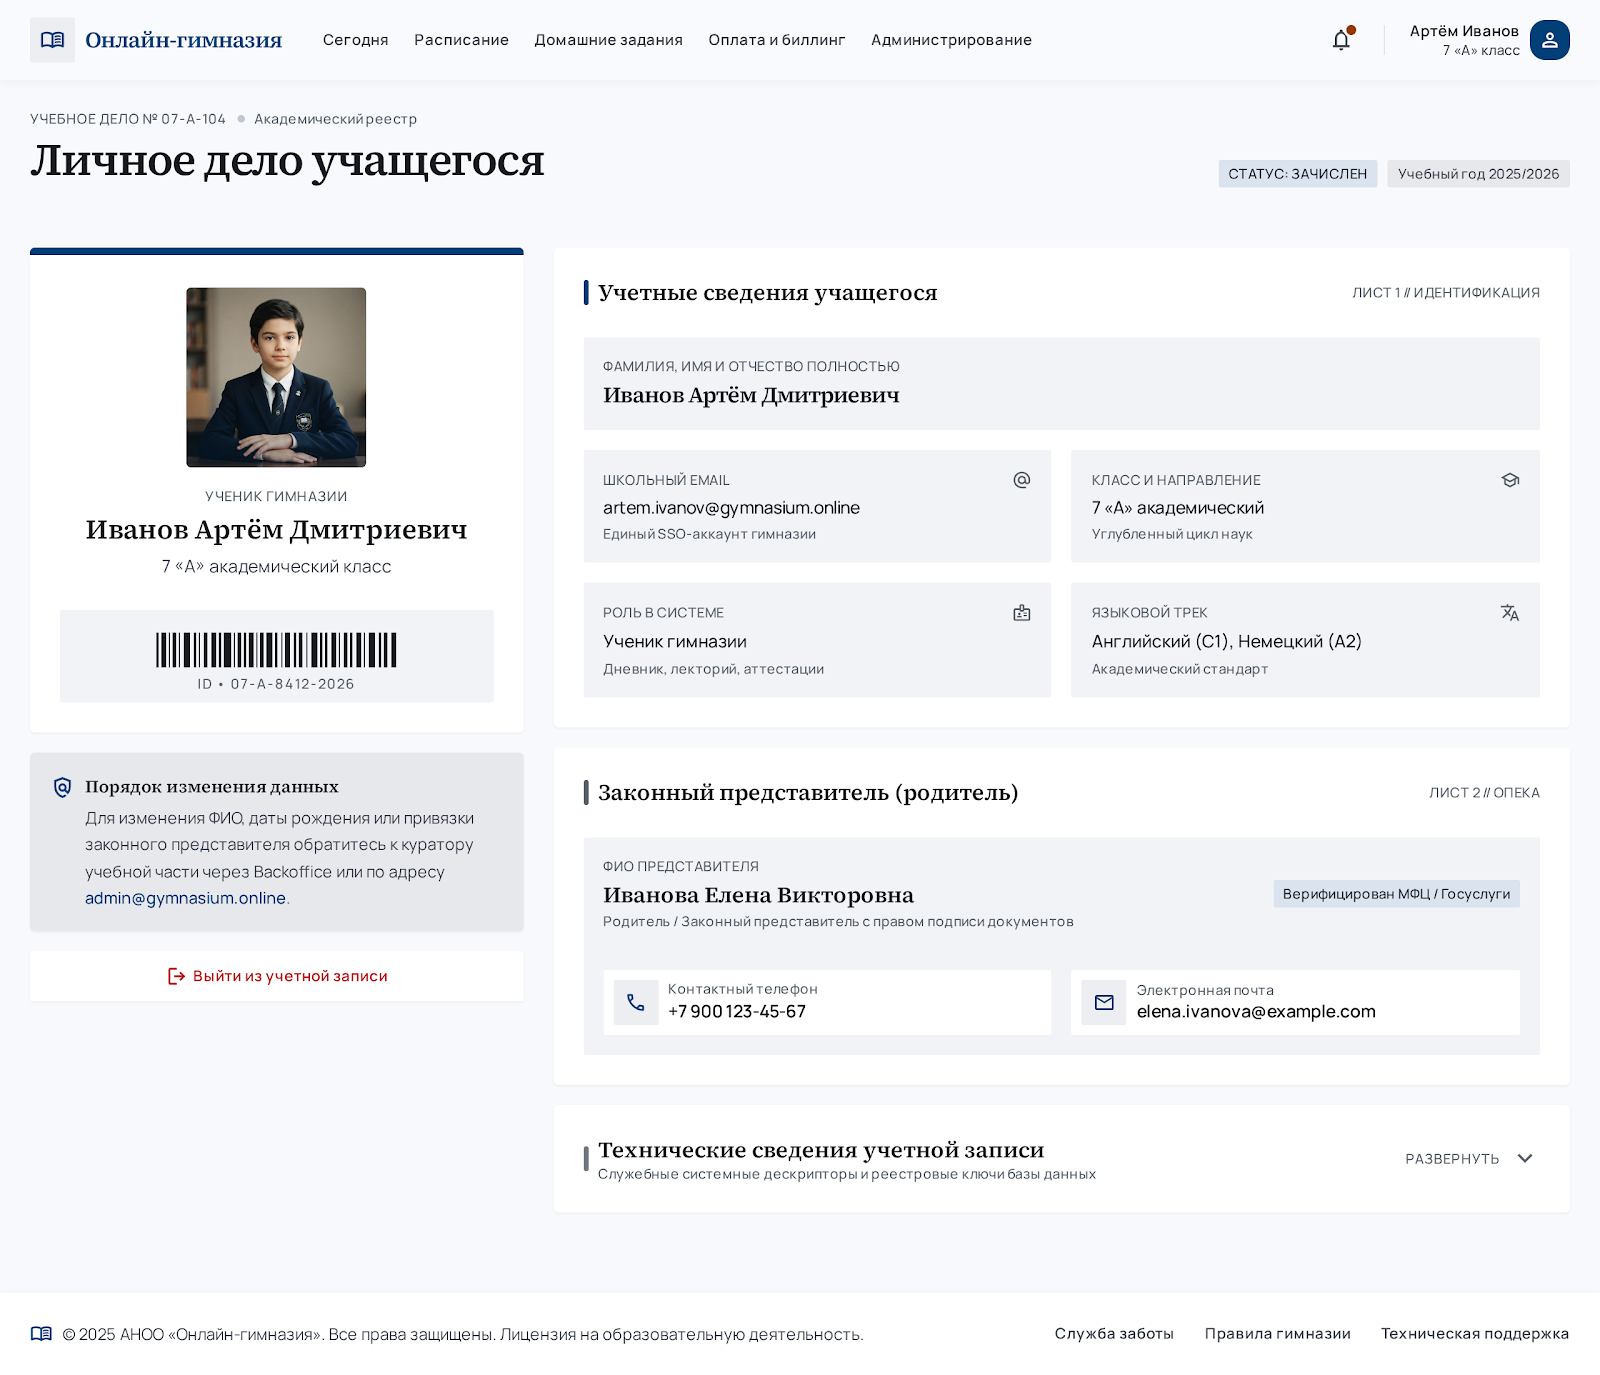 Онлайн-гимназия
Сегодня
Расписание
Домашние задания
Оплата и биллинг
Администрирование
Артём Иванов
7 «А» класс
УЧЕБНОЕ ДЕЛО № 07-А-104
Академический реестр
Личное дело учащегося
СТАТУС: ЗАЧИСЛЕН
Учебный год 2025/2026
УЧЕНИК ГИМНАЗИИ
Иванов Артём Дмитриевич
7 «А» академический класс
ID • 07-А-8412-2026
Порядок изменения данных
Для изменения ФИО, даты рождения или привязки
законного представителя обратитесь к куратору
учебной части через Backoffice или по адресу
admin@gymnasium.online.
Выйти из учетной записи
Учетные сведения учащегося
ЛИСТ 1 // ИДЕНТИФИКАЦИЯ
ФАМИЛИЯ, ИМЯ И ОТЧЕСТВО ПОЛНОСТЬЮ
Иванов Артём Дмитриевич
ШКОЛЬНЫЙ EMAIL
artem.ivanov@gymnasium.online
Единый SSO-аккаунт гимназии
КЛАСС И НАПРАВЛЕНИЕ
7 «А» академический
Углубленный цикл наук
РОЛЬ В СИСТЕМЕ
Ученик гимназии
Дневник, лекторий, аттестации
ЯЗЫКОВОЙ ТРЕК
Английский (C1), Немецкий (A2)
Академический стандарт
Законный представитель (родитель)
ЛИСТ 2 // ОПЕКА
ФИО ПРЕДСТАВИТЕЛЯ
Иванова Елена Викторовна
Родитель / Законный представитель с правом подписи документов
Верифицирован МФЦ / Госуслуги
Контактный телефон
+7 900 123-45-67
Электронная почта
elena.ivanova@example.com
Технические сведения учетной записи
Служебные системные дескрипторы и реестровые ключи базы данных
РАЗВЕРНУТЬ
© 2025 АНОО «Онлайн-гимназия». Все права защищены. Лицензия на образовательную деятельность.
Служба заботы
Правила гимназии
Техническая поддержка